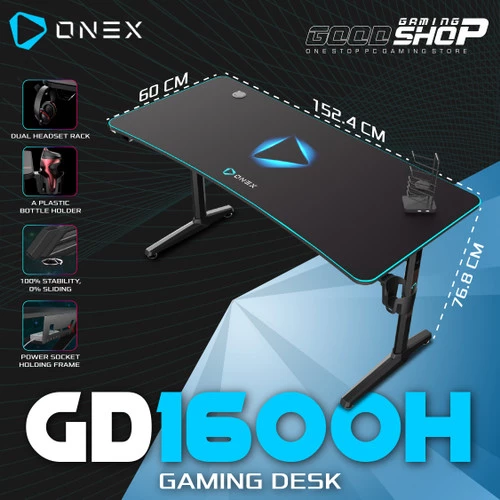 ONEX
GAMING
GOOD SHOP
ONE STOP PC GAMING STORE
60 CM
152.4 CM
DUAL HEADSET RACK
A PLASTIC
BOTTLE HOLDER
100% STABILITY,
0% SLIDING
POWER SOCKET
HOLDING FRAME
ONEX
76.8 CM
GD1600H
GAMING DESK